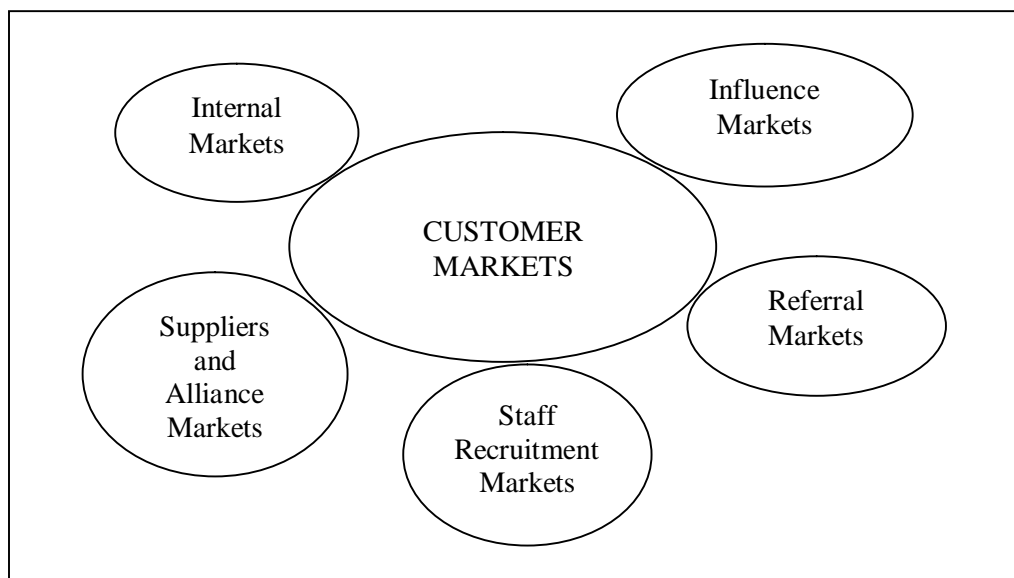 Internal
Markets
Influence
Markets
CUSTOMER
MARKETS
Referral
Markets
Suppliers
and
Alliance
Markets
Staff
Recruitment
Markets